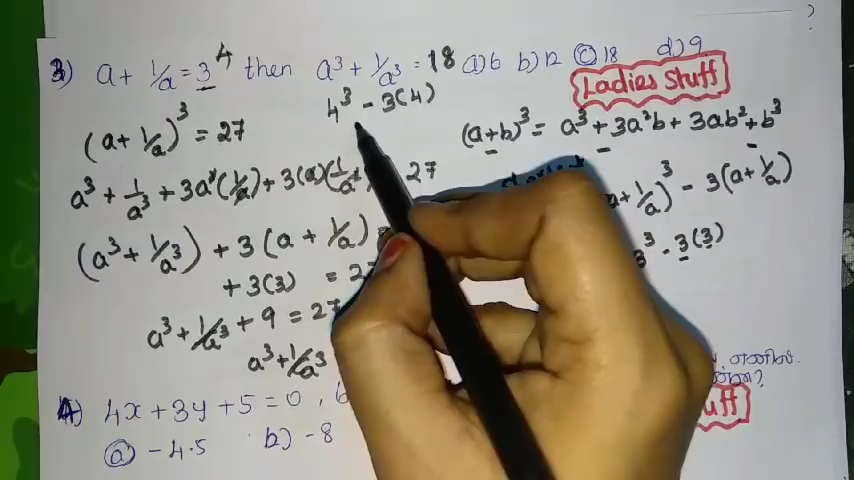 3) a + 1/a = 3 4 then a³ + 1/a³ = 18 a) 6 b) 12 c) 18 d) 9
4³ - 3(4)
Ladies Stuff
(a + 1/a)³ = 27
(a+b)³ = a³ + 3a²b + 3ab² + b³
a³ + 1/a³ + 3a²(1/a) + 3(a)(1/a² 27
a + 1/a)³ - 3(a + 1/a)
(a³ + 1/a³) + 3(a + 1/a) =
3³ - 3(3)
+ 3(3) = 27
a³ + 1/a³ + 9 = 27
a³ + 1/a³
எனில்
4) 4x + 3y + 5 = 0,
a) -4.5 b) -8